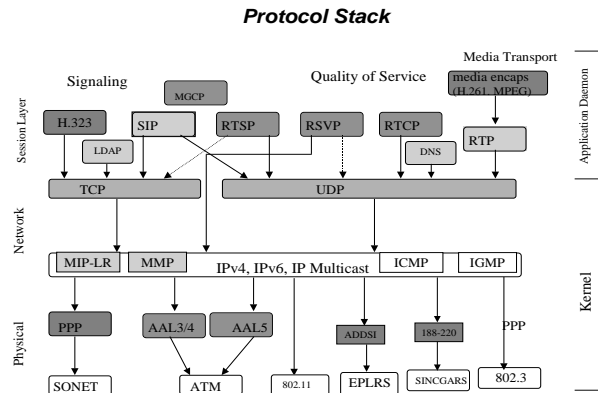 Protocol Stack
Media Transport
Signaling
Quality of Service
media encaps
(H.261, MPEG)
MGCP
H.323
SIP
RTSP
RSVP
RTCP
LDAP
DNS
RTP
Session Layer
Application Daemon
TCP
UDP
Network
MIP-LR
MMP
IPv4, IPv6, IP Multicast
ICMP
IGMP
Kernel
Physical
PPP
AAL3/4
AAL5
ADDSI
188-220
PPP
SONET
ATM
802.11
EPLRS
SINCGARS
802.3